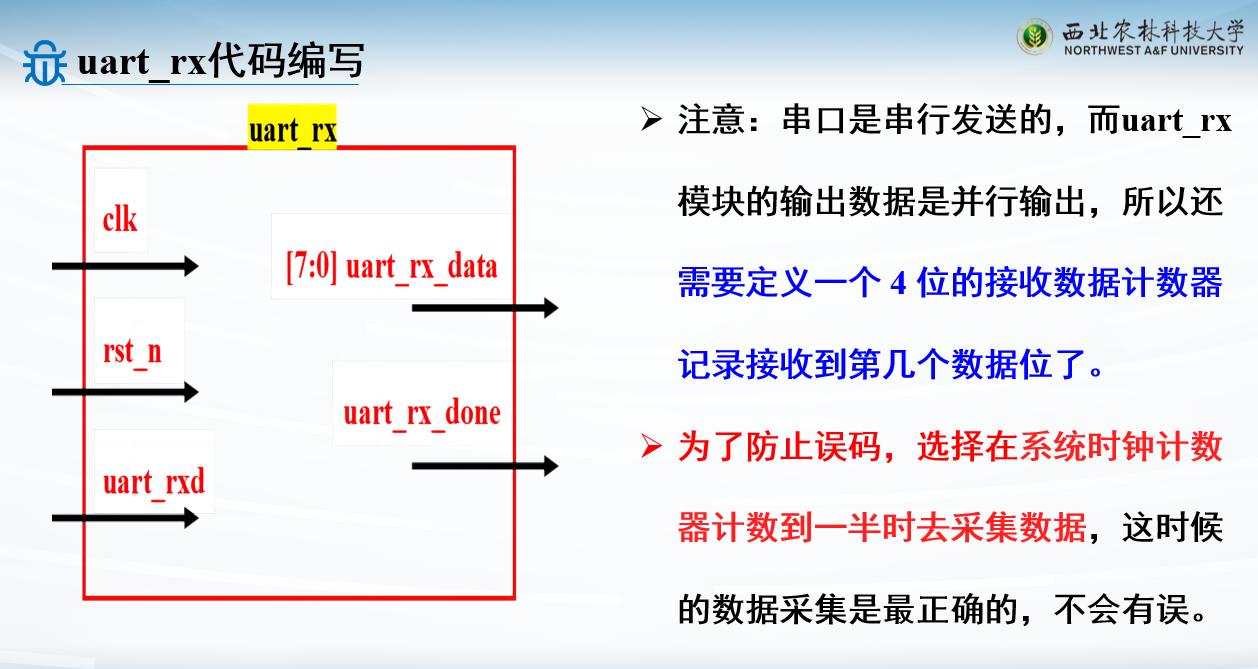 uart_rx代码编写
西北农林科技大学
NORTHWEST A&F UNIVERSITY
uart_rx
clk
[7:0] uart_rx_data
rst_n
uart_rx_done
uart_rxd
注意：串口是串行发送的，而uart_rx
模块的输出数据是并行输出，所以还
需要定义一个 4 位的接收数据计数器
记录接收到第几个数据位了。
为了防止误码，选择在系统时钟计数
器计数到一半时去采集数据，这时候
的数据采集是最正确的，不会有误。